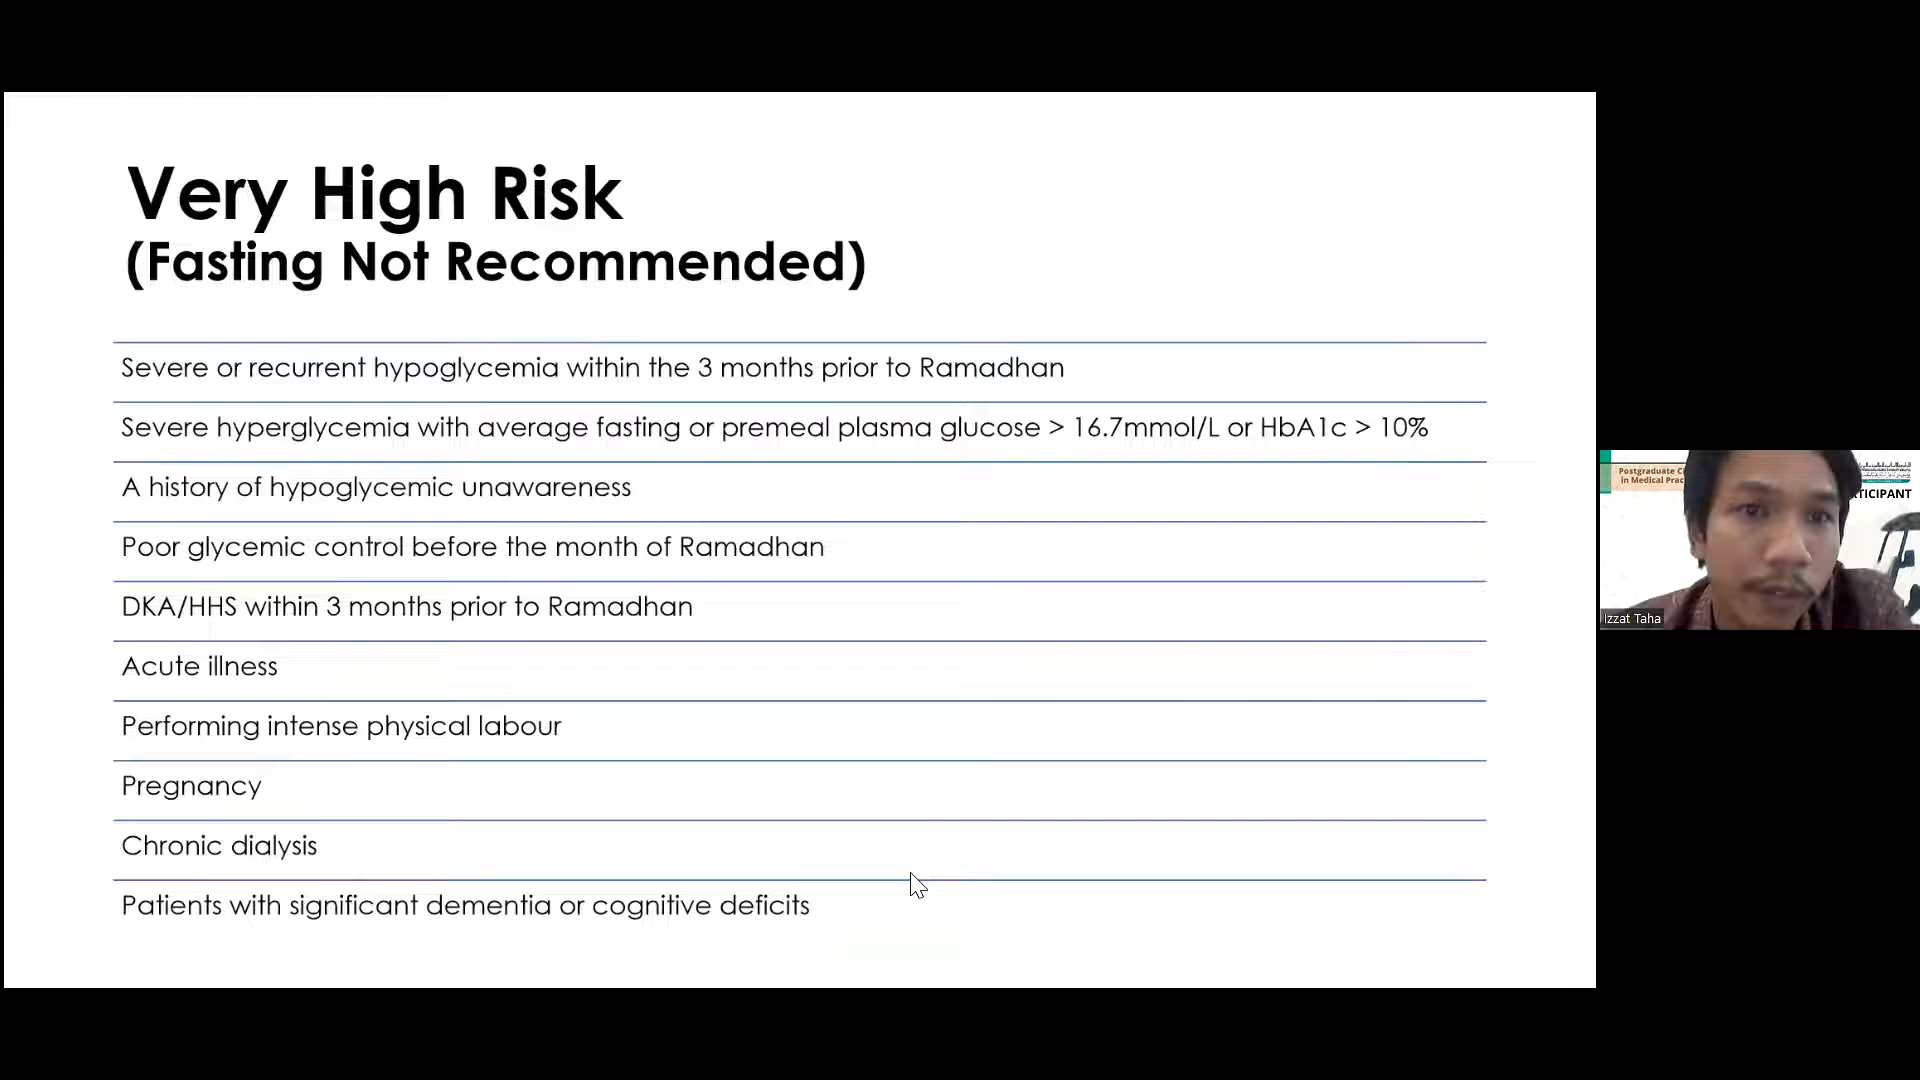 Very High Risk
(Fasting Not Recommended)
Severe or recurrent hypoglycemia within the 3 months prior to Ramadhan
Severe hyperglycemia with average fasting or premeal plasma glucose > 16.7mmol/L or HbA1c > 10%
A history of hypoglycemic unawareness
Poor glycemic control before the month of Ramadhan
DKA/HHS within 3 months prior to Ramadhan
Acute illness
Performing intense physical labour
Pregnancy
Chronic dialysis
Patients with significant dementia or cognitive deficits
Postgraduate
in Medical
Izzat Taha